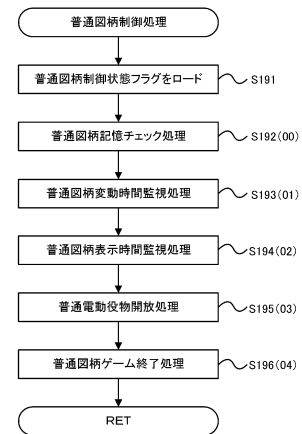 普通図柄制御処理
普通図柄制御状態フラグをロード
S191
普通図柄記憶チェック処理
S192(00)
普通図柄変動時間監視処理
S193(01)
普通図柄表示時間監視処理
S194(02)
普通電動役物開放処理
S195(03)
普通図柄ゲーム終了処理
S196(04)
RET